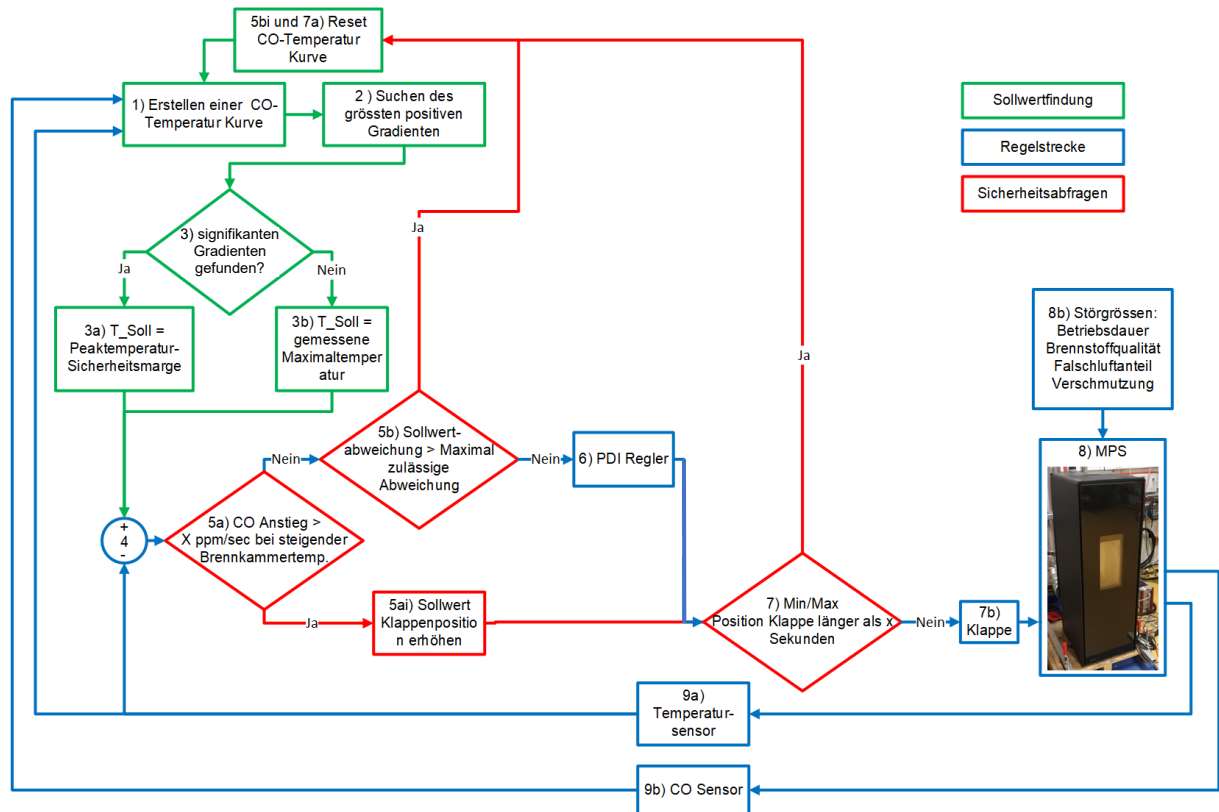 5bi und 7a) Reset
CO-Temperatur
Kurve
1) Erstellen einer CO-
Temperatur Kurve
2 ) Suchen des
grössten positiven
Gradienten
Sollwertfindung
Regelstrecke
Sicherheitsabfragen
3) signifikanten
Gradienten
gefunden?
Ja
Nein
Ja
Ja
3a) T_Soll =
Peaktemperatur-
Sicherheitsmarge
3b) T_Soll =
gemessene
Maximaltemper
atur
8b) Störgrössen:
Betriebsdauer
Brennstoffqualität
Falschluftanteil
Verschmutzung
5b) Sollwert-
abweichung > Maximal
zulässige
Abweichung
Nein
Nein
6) PDI Regler
8) MPS
+
4
-
5a) CO Anstieg >
X ppm/sec bei steigender
Brennkammertemp.
Ja
5ai) Sollwert
Klappenpositio
n erhöhen
7) Min/Max
Position Klappe länger als x
Sekunden
Nein
7b)
Klappe
9a)
Temperatur-
sensor
9b) CO Sensor